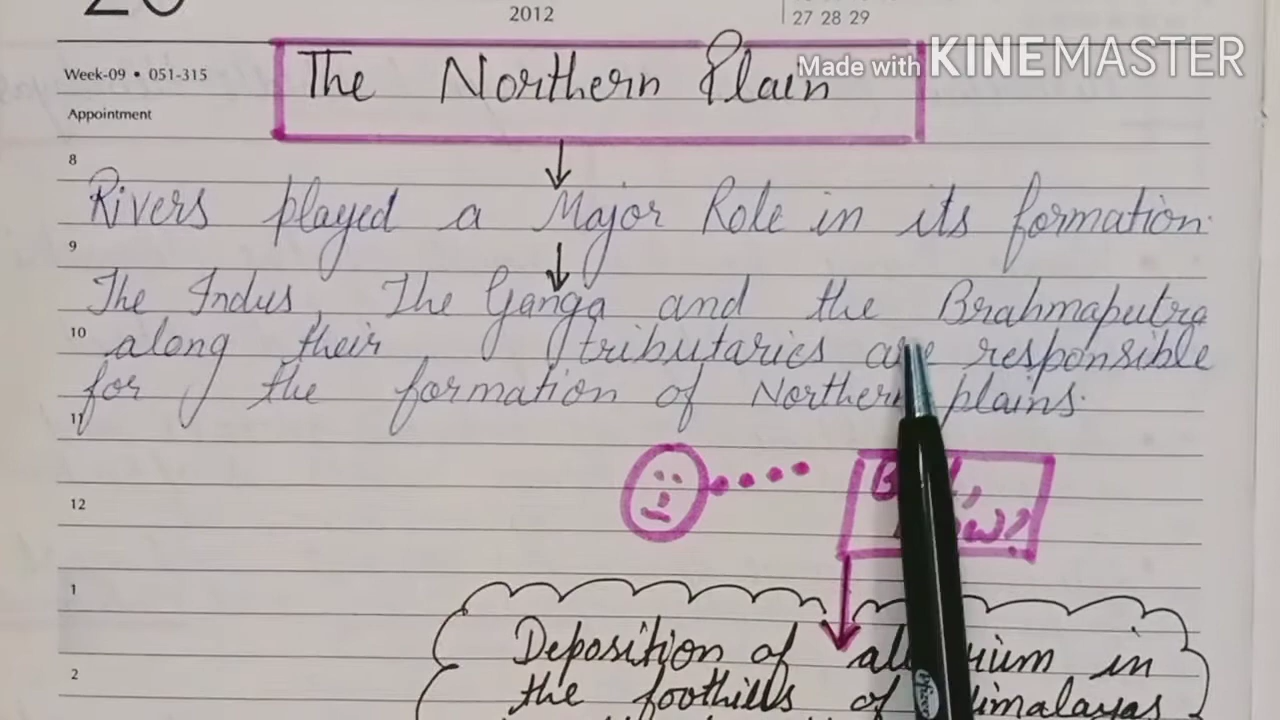 2012
27 28 29
Made with KINEMASTER
Week-09 • 051-315
The Northern Plain
Appointment
8
Rivers played a Major Role in its formation.
9
The Indus, The Ganga and the Brahmaputra
10
along their tributaries are responsible
for the formation of Northern plains.
11
12
1
Deposition of in
2
the foothills of